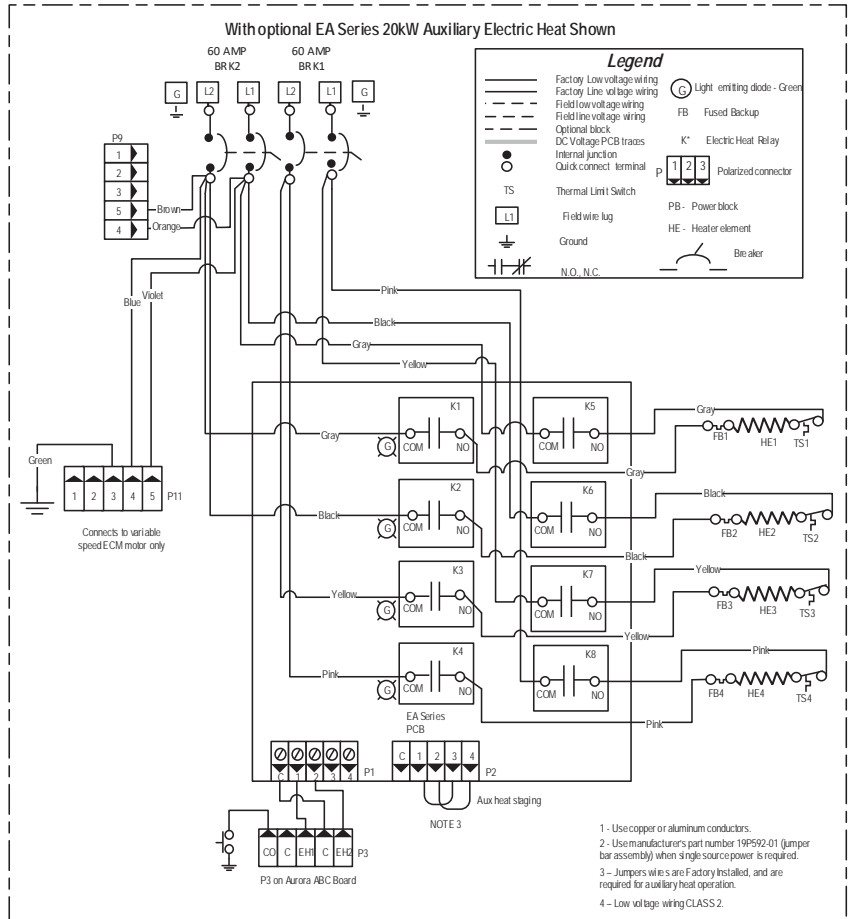 With optional EA Series 20kW Auxiliary Electric Heat Shown
60 AMP
BRK2
60 AMP
BRK1
G
L2
L1
L2
L1
G
Legend
Factory Low voltage wiring
Factory Line voltage wiring
Field low voltage wiring
Field line voltage wiring
Optional block
DC Voltage PCB traces
Internal junction
Quick connect terminal
TS
Thermal Limit Switch
L1
Field wire lug
Ground
N.O., N.C.
G
Light emitting diode - Green
FB
Fused Backup
K*
Electric Heat Relay
P
1 2 3
Polarized connector
PB - Power block
HE - Heater element
Breaker
P9
1
2
3
5
4
Brown
Orange
Blue
Violet
Pink
Black
Gray
Yellow
K1
Gray
G
COM
NO
K5
COM
NO
Gray
FB1
HE1
TS1
Gray
K2
Black
G
COM
NO
K6
COM
NO
Black
FB2
HE2
TS2
Black
K3
Yellow
G
COM
NO
K7
COM
NO
Yellow
FB3
HE3
TS3
Yellow
K4
Pink
G
COM
NO
K8
COM
NO
Pink
FB4
HE4
TS4
Pink
EA Series
PCB
Green
1 2 3 4 5
P11
Connects to variable
speed ECM motor only
C 1 2 3 4
P1
C 1 2 3 4
P2
Aux heat staging
NOTE 3
CO C EH1 C EH2
P3
P3 on Aurora ABC Board
1 - Use copper or aluminum conductors.
2 - Use manufacturer's part number 19P592-01 (jumper
bar assembly) when single source power is required.
3 – Jumpers wires are Factory Installed, and are
required for auxiliary heat operation.
4 – Low voltage wiring CLASS 2.